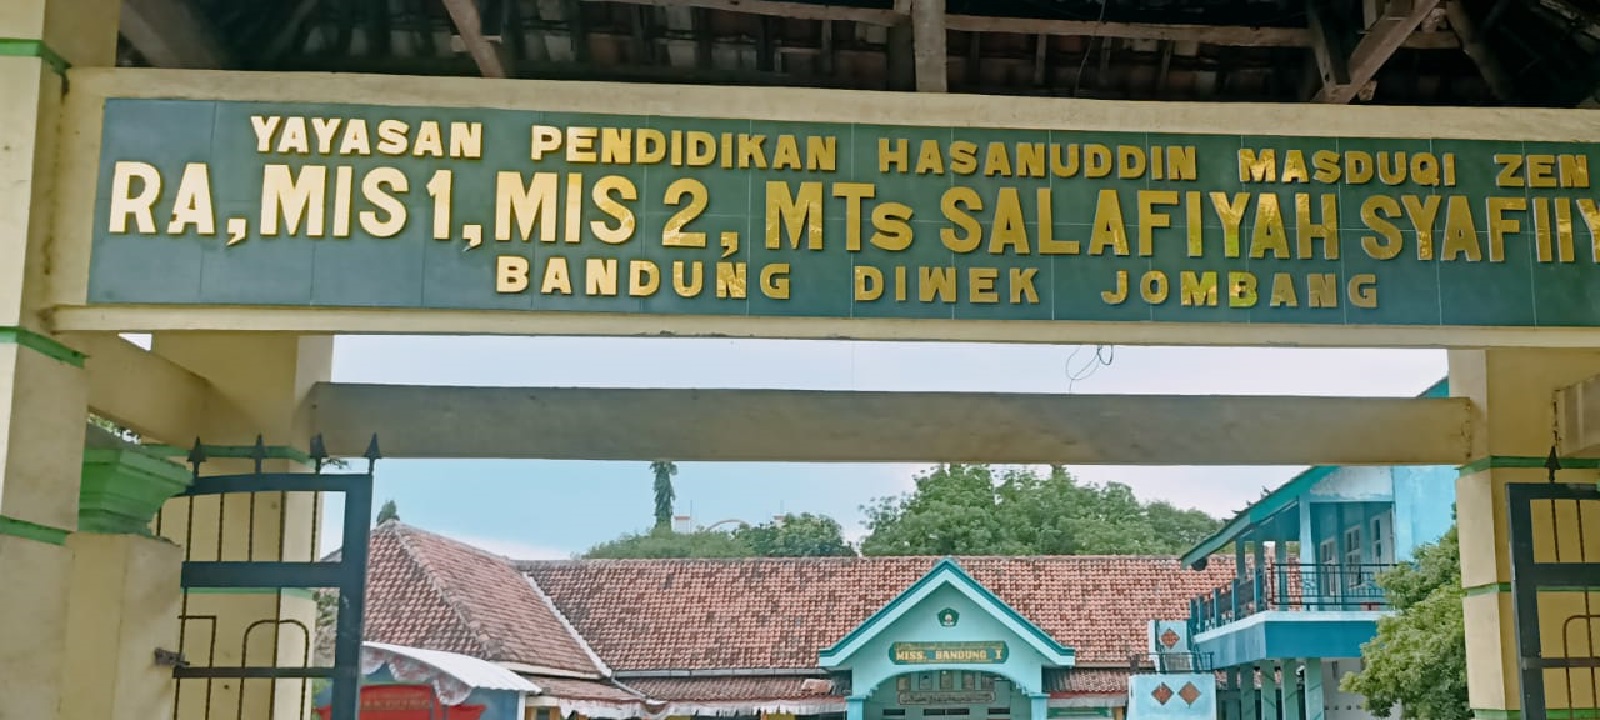 YAYASAN PENDIDIKAN HASANUDDIN MASDUQI ZEN
RA, MIS 1, MIS 2, MTs SALAFIYAH SYAFIIY
BANDUNG DIWEK JOMBANG
MISS. BANDUNG I